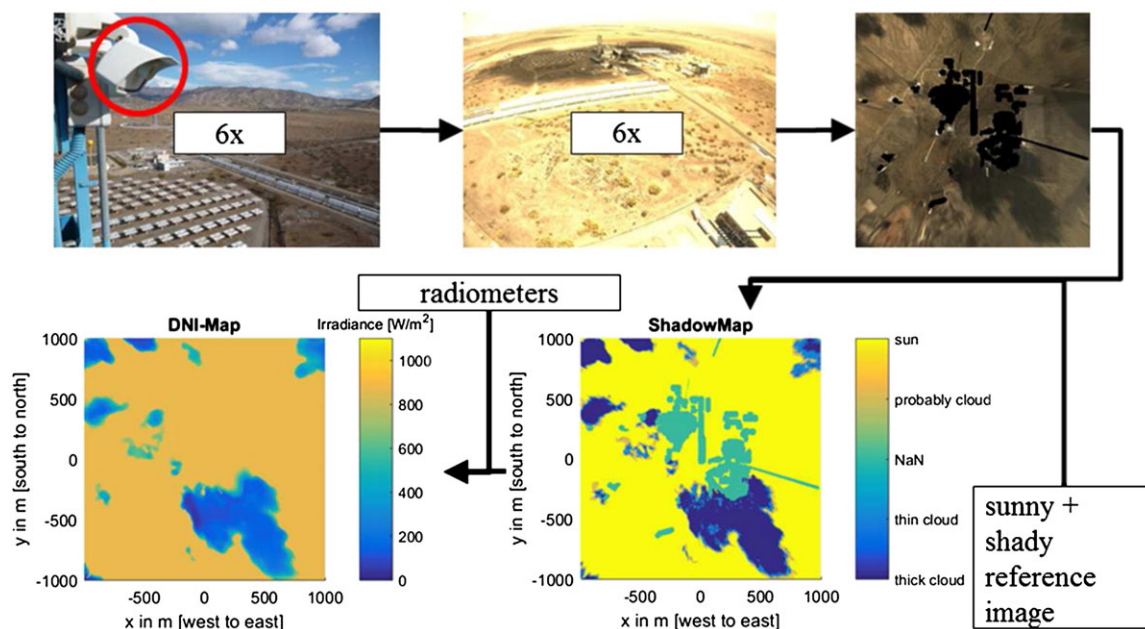 6x
6x
radiometers
DNI-Map
Irradiance [W/m²]
1000
500
0
-500
-1000
y in m [south to north]
-1000
-500
0
500
1000
x in m [west to east]
1000
800
600
400
200
0
ShadowMap
1000
500
0
-500
-1000
y in m [south to north]
-1000
-500
0
500
1000
x in m [west to east]
sun
probably cloud
NaN
thin cloud
thick cloud
sunny +
shady
reference
image